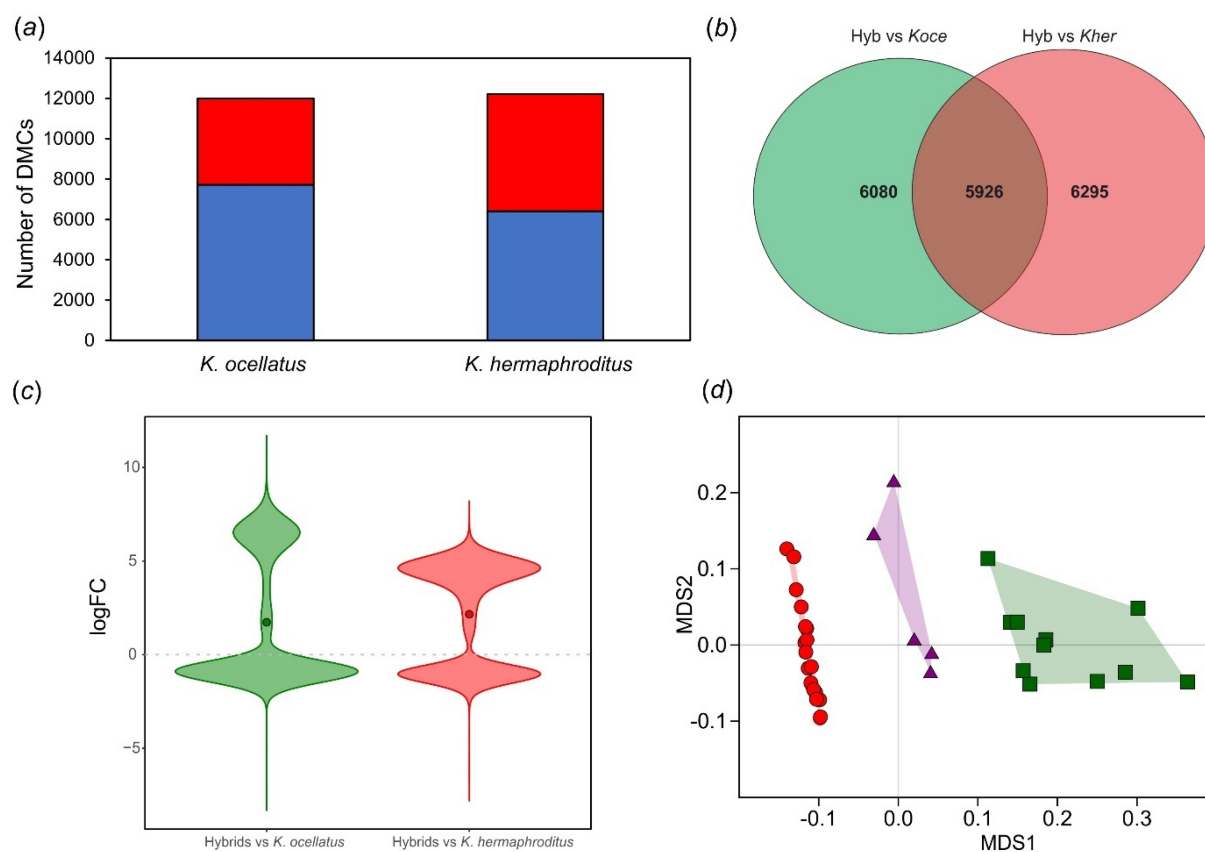 (a)
Number of DMCs
14000
12000
10000
8000
6000
4000
2000
0
K. ocellatus
K. hermaphroditus
(b)
Hyb vs Koce
Hyb vs Kher
6080
5926
6295
(c)
logFC
10
5
0
−5
Hybrids vs K. ocellatus
Hybrids vs K. hermaphroditus
(d)
MDS2
0.2
0.1
0.0
-0.1
-0.1
0.0
0.1
0.2
0.3
MDS1